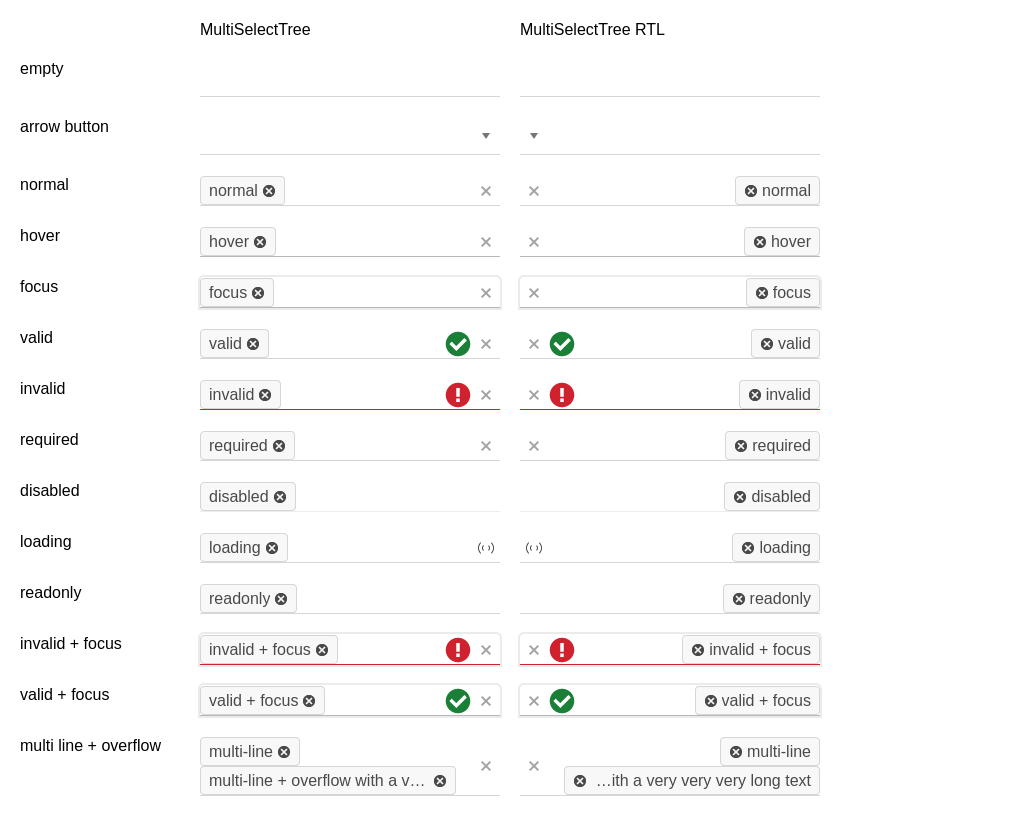 MultiSelectTree MultiSelectTree RTL
empty
arrow button
normal normal normal
hover hover hover
focus focus focus
valid valid valid
invalid invalid invalid
required required required
disabled disabled disabled
loading loading loading
readonly readonly readonly
invalid + focus invalid + focus invalid + focus
valid + focus valid + focus valid + focus
multi line + overflow multi-line multi-line
multi-line + overflow with a v… …ith a very very very long text